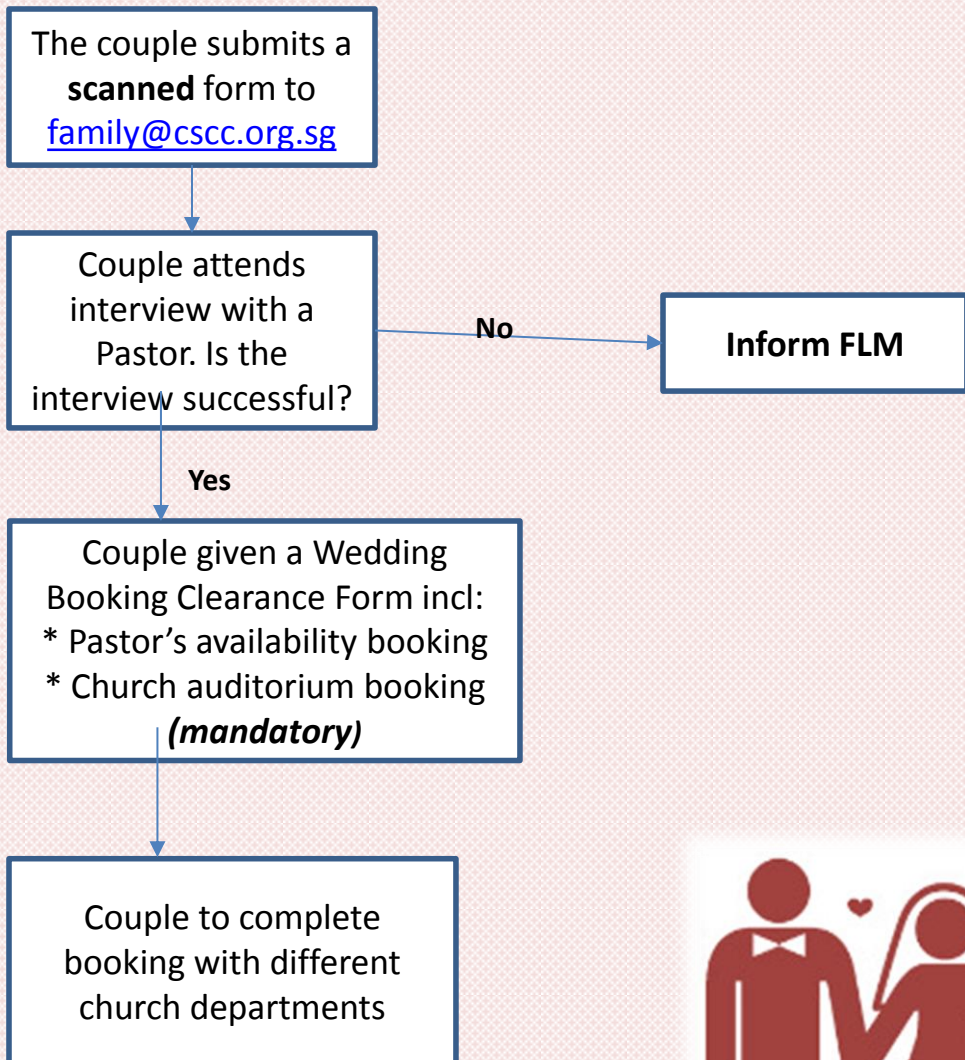 The couple submits a
scanned form to
family@cscc.org.sg
Couple attends
interview with a
Pastor. Is the
interview successful?
No
Inform FLM
Yes
Couple given a Wedding
Booking Clearance Form incl:
* Pastor’s availability booking
* Church auditorium booking
(mandatory)
Couple to complete
booking with different
church departments